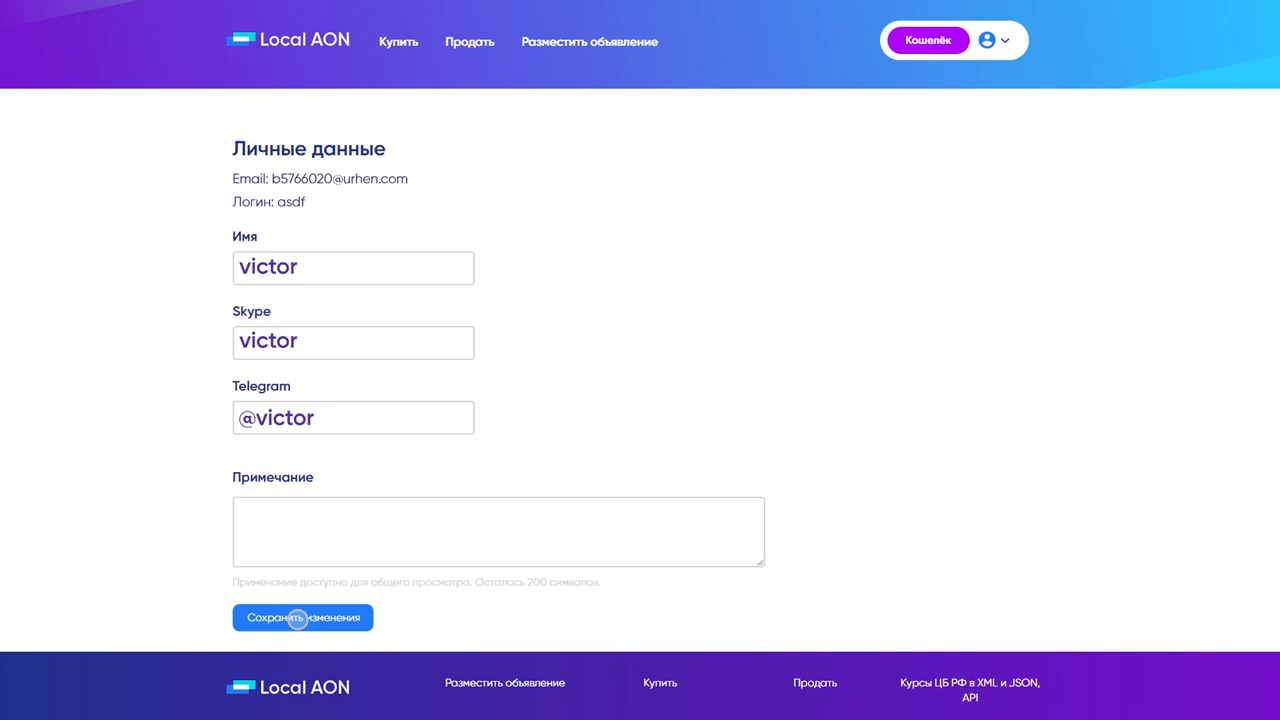 Local AON
Купить
Продать
Разместить объявление
Кошелёк
Личные данные
Email: b5766020@urhen.com
Логин: asdf
Имя
victor
Skype
victor
Telegram
@victor
Примечание
Примечание доступно для общего просмотра. Осталось 200 символов.
Сохранить изменения
Local AON
Разместить объявление
Купить
Продать
Курсы ЦБ РФ в XML и JSON,
API